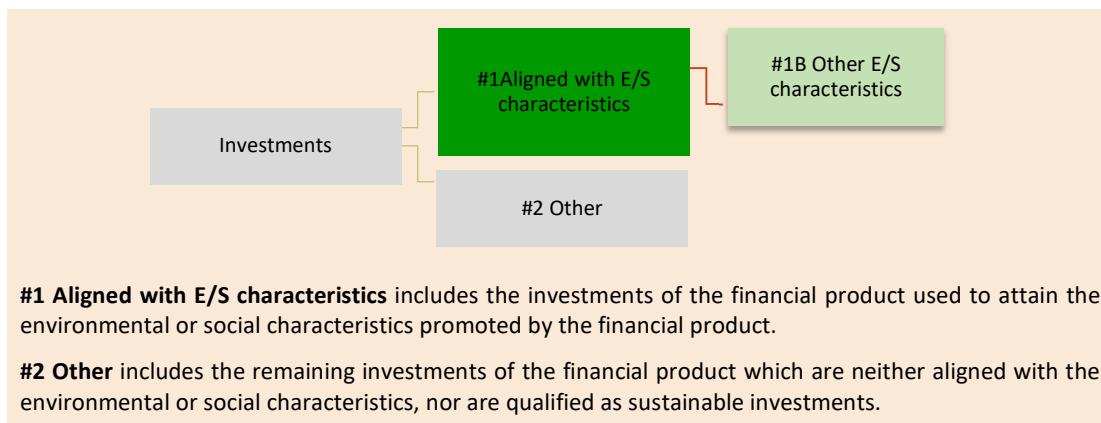 #1Aligned with E/S
characteristics
#1B Other E/S
characteristics
Investments
#2 Other
#1 Aligned with E/S characteristics includes the investments of the financial product used to attain the
environmental or social characteristics promoted by the financial product.
#2 Other includes the remaining investments of the financial product which are neither aligned with the
environmental or social characteristics, nor are qualified as sustainable investments.